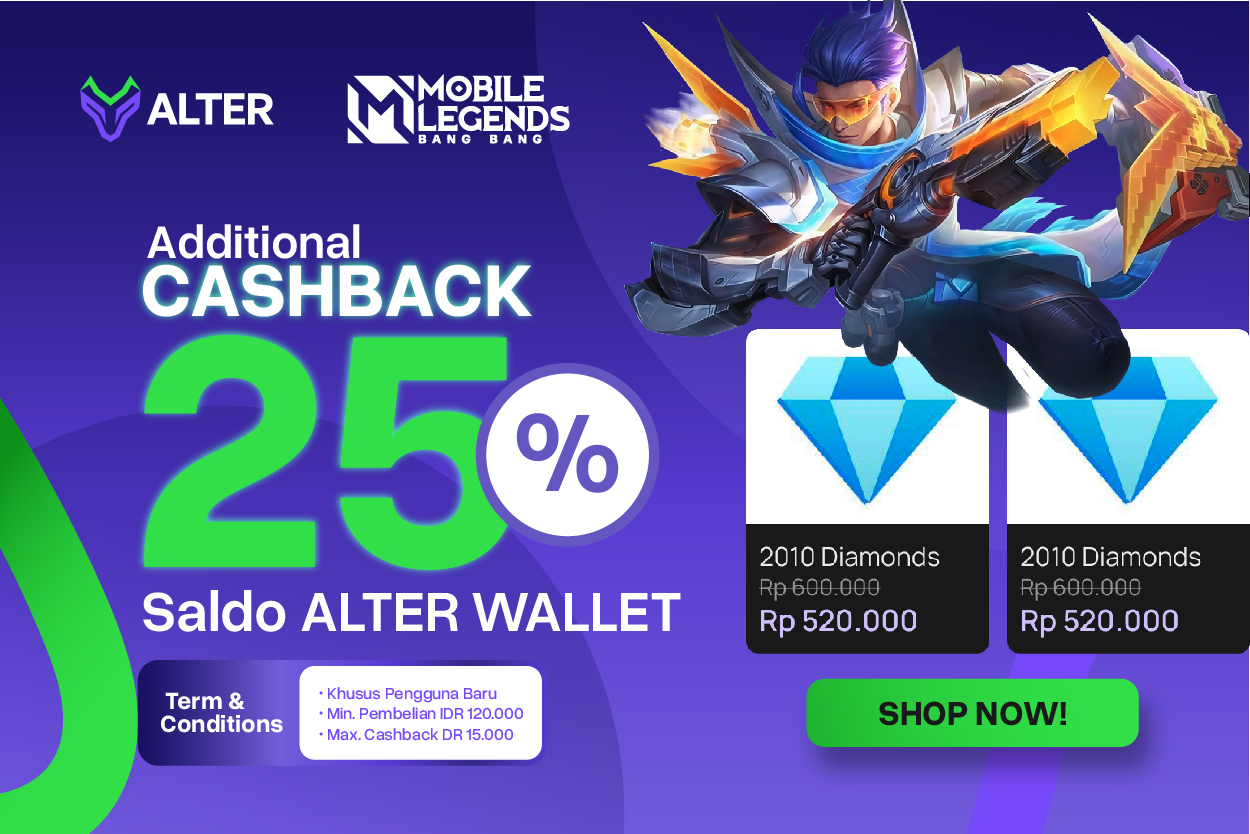 ALTER
MOBILE
LEGENDS
BANG BANG
Additional
CASHBACK
25%
Saldo ALTER WALLET
Term &
Conditions
• Khusus Pengguna Baru
• Min. Pembelian IDR 120.000
• Max. Cashback DR 15.000
2010 Diamonds
Rp 600.000
Rp 520.000
2010 Diamonds
Rp 600.000
Rp 520.000
SHOP NOW!